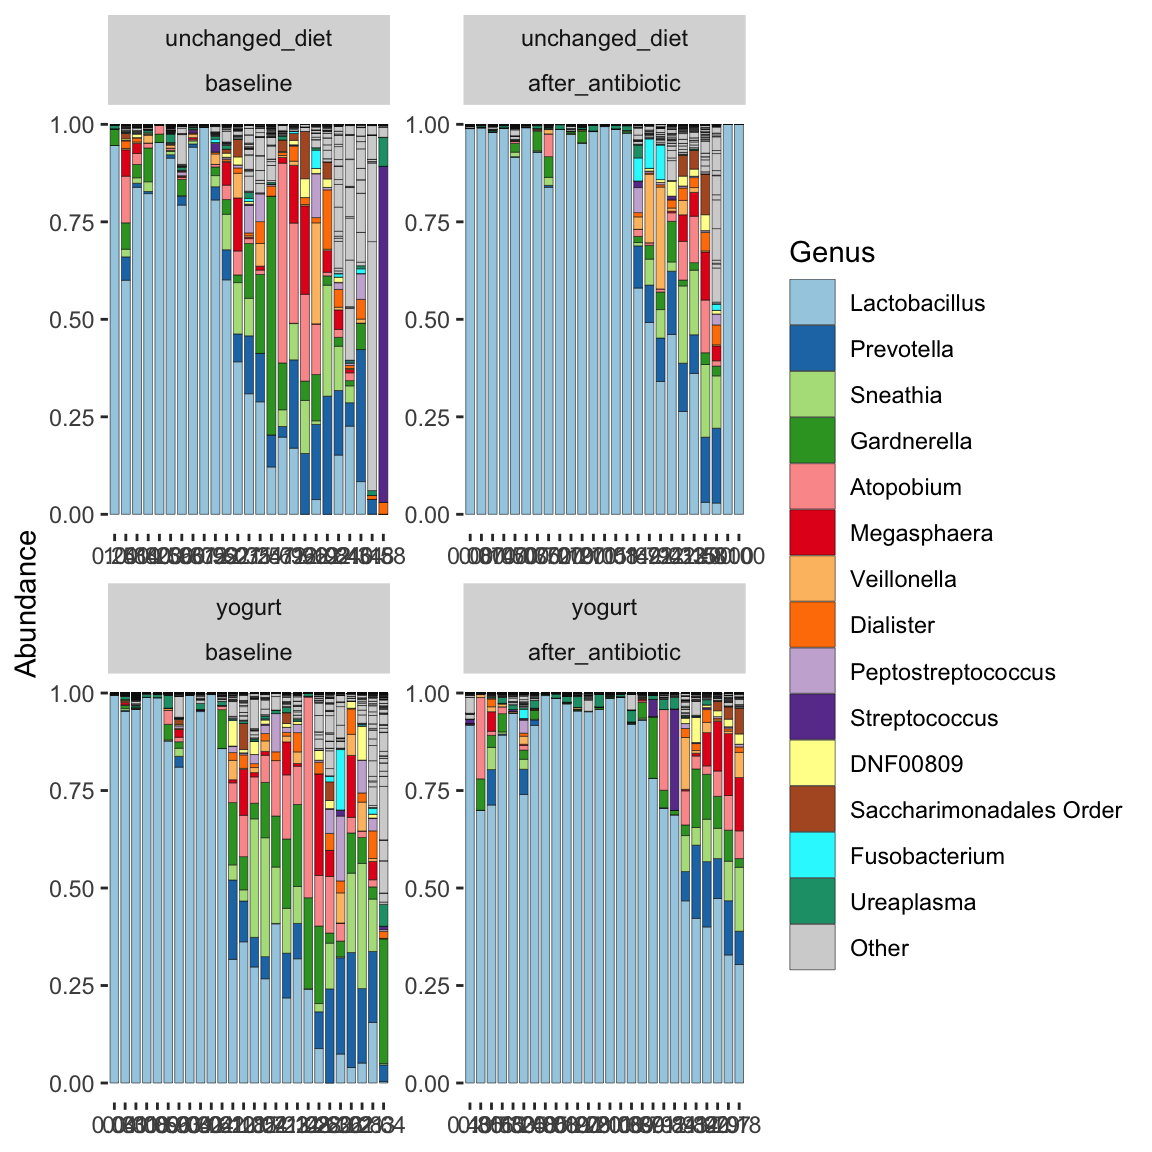 unchanged_diet
baseline
unchanged_diet
after_antibiotic
1.00
0.75
0.50
0.25
0.00
1.00
0.75
0.50
0.25
0.00
Abundance
yogurt
baseline
yogurt
after_antibiotic
1.00
0.75
0.50
0.25
0.00
1.00
0.75
0.50
0.25
0.00
Genus
Lactobacillus
Prevotella
Sneathia
Gardnerella
Atopobium
Megasphaera
Veillonella
Dialister
Peptostreptococcus
Streptococcus
DNF00809
Saccharimonadales Order
Fusobacterium
Ureaplasma
Other